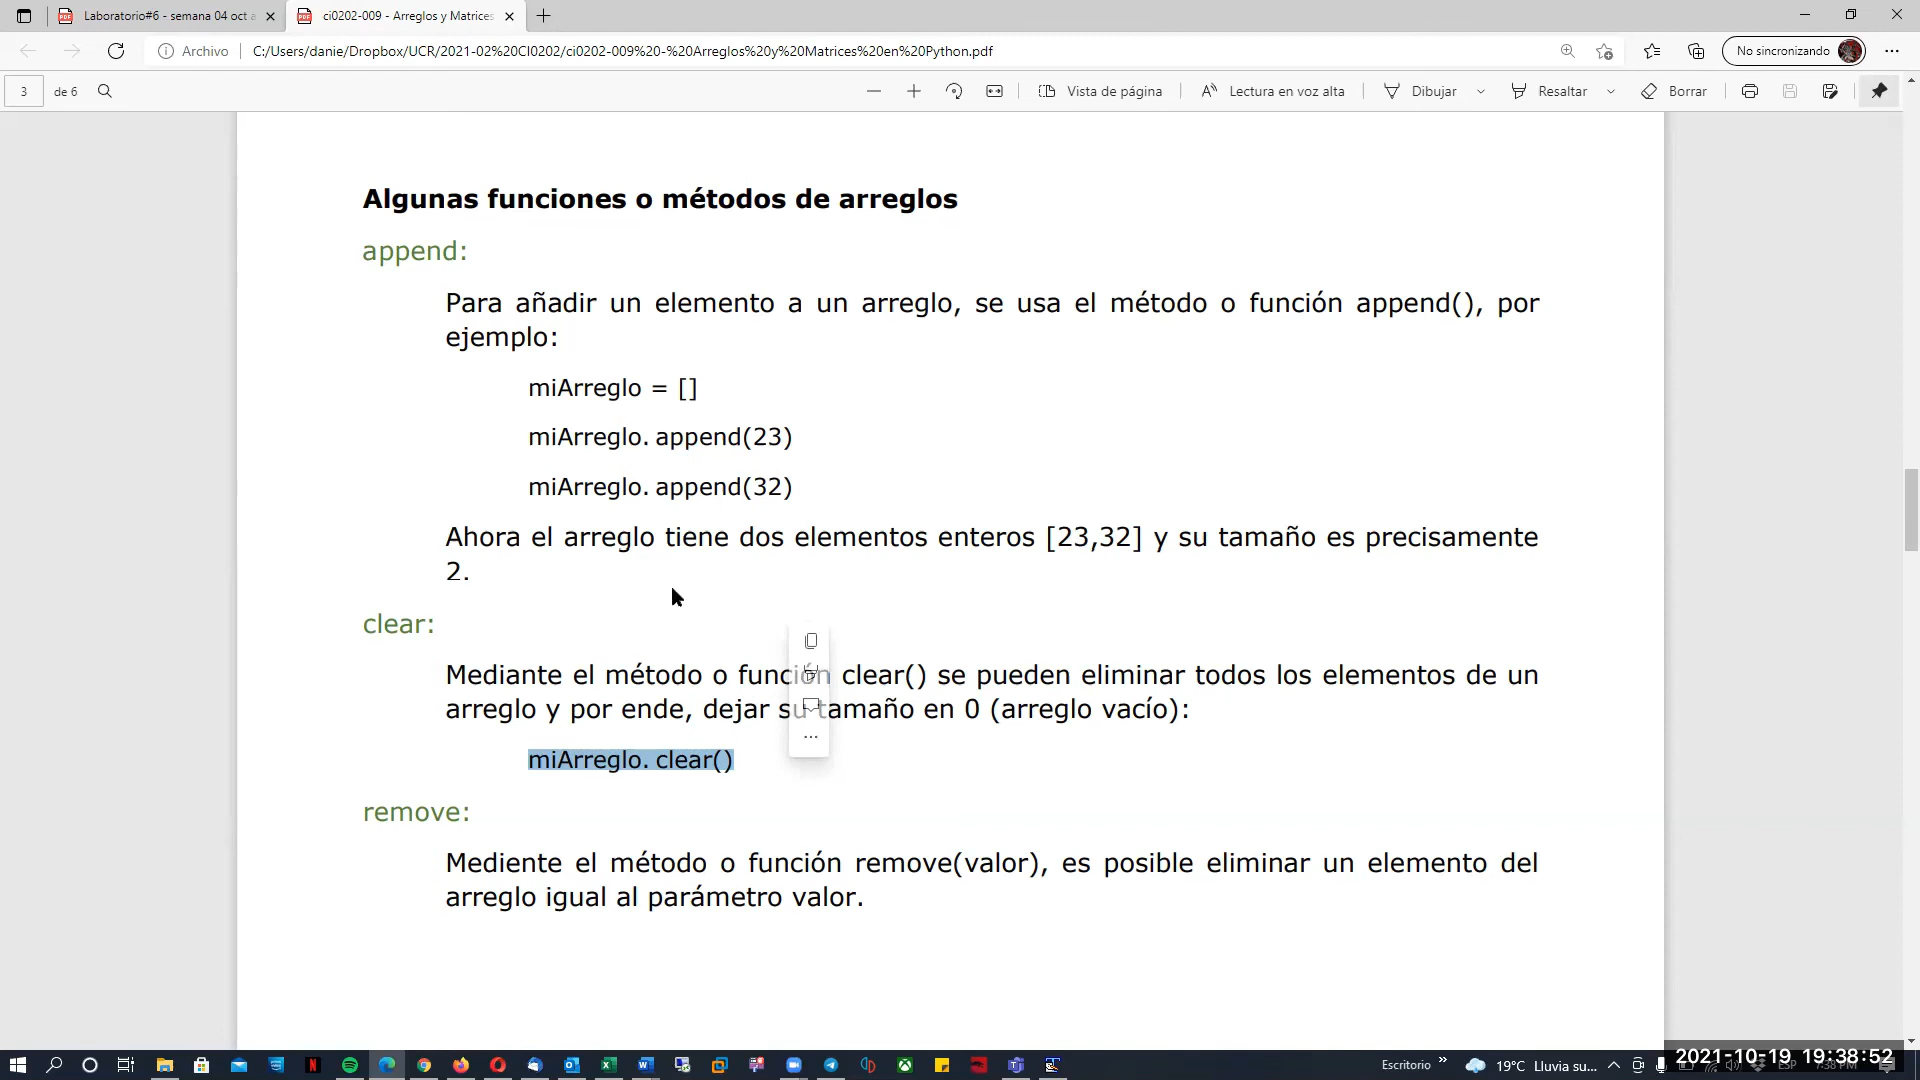 Laboratorio#6 - semana 04 oct a
ci0202-009 - Arreglos y Matrices
Archivo
C:/Users/danie/Dropbox/UCR/2021-02%20CI0202/ci0202-009%20-%20Arreglos%20y%20Matrices%20en%20Python.pdf
No sincronizando
3 de 6
Vista de página
Lectura en voz alta
Dibujar
Resaltar
Borrar
Algunas funciones o métodos de arreglos
append:
Para añadir un elemento a un arreglo, se usa el método o función append(), por
ejemplo:
miArreglo = []
miArreglo. append(23)
miArreglo. append(32)
Ahora el arreglo tiene dos elementos enteros [23,32] y su tamaño es precisamente
2.
clear:
Mediante el método o función clear() se pueden eliminar todos los elementos de un
arreglo y por ende, dejar su tamaño en 0 (arreglo vacío):
miArreglo. clear()
remove:
Mediente el método o función remove(valor), es posible eliminar un elemento del
arreglo igual al parámetro valor.
Escritorio
19°C Lluvia su...
2021-10-19 19:38:52
ESP
7:38 PM